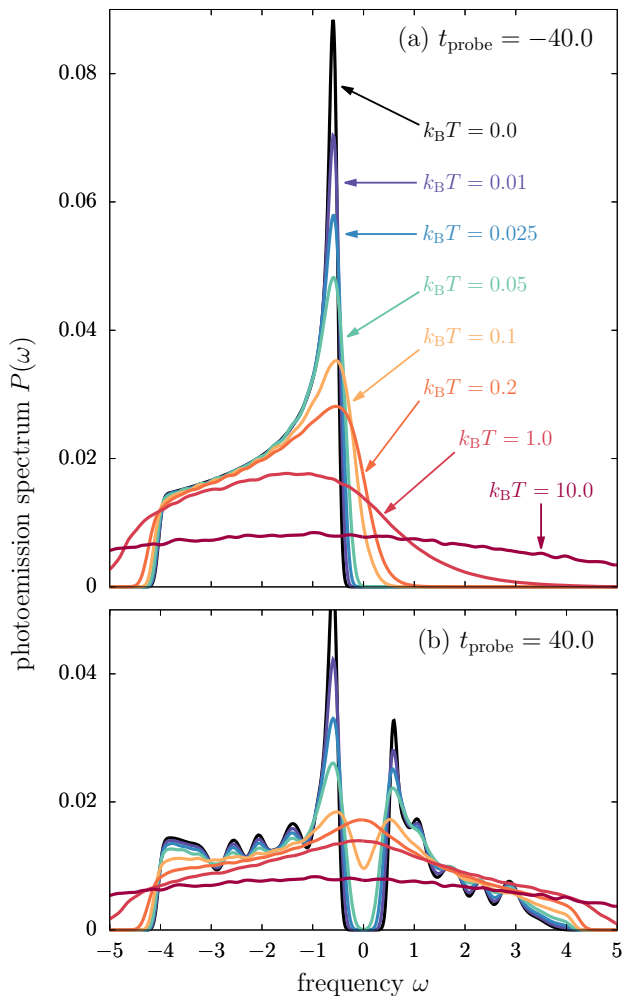 (a) t_probe = −40.0
0.08
k_B T = 0.0
0.06
k_B T = 0.01
k_B T = 0.025
k_B T = 0.05
0.04
k_B T = 0.1
k_B T = 0.2
0.02
k_B T = 1.0
k_B T = 10.0
0
photoemission spectrum P(ω)
(b) t_probe = 40.0
0.04
0.02
0
−5 −4 −3 −2 −1 0 1 2 3 4 5
frequency ω